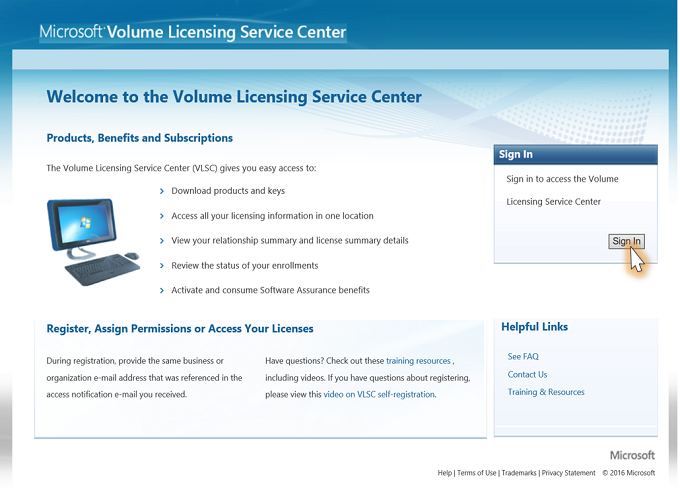 Microsoft Volume Licensing Service Center
Welcome to the Volume Licensing Service Center
Products, Benefits and Subscriptions
The Volume Licensing Service Center (VLSC) gives you easy access to:
Download products and keys
Access all your licensing information in one location
View your relationship summary and license summary details
Review the status of your enrollments
Activate and consume Software Assurance benefits
Sign In
Sign in to access the Volume
Licensing Service Center
Sign In
Register, Assign Permissions or Access Your Licenses
During registration, provide the same business or
organization e-mail address that was referenced in the
access notification e-mail you received.
Have questions? Check out these training resources ,
including videos. If you have questions about registering,
please view this video on VLSC self-registration.
Helpful Links
See FAQ
Contact Us
Training & Resources
Microsoft
Help | Terms of Use | Trademarks | Privacy Statement © 2016 Microsoft